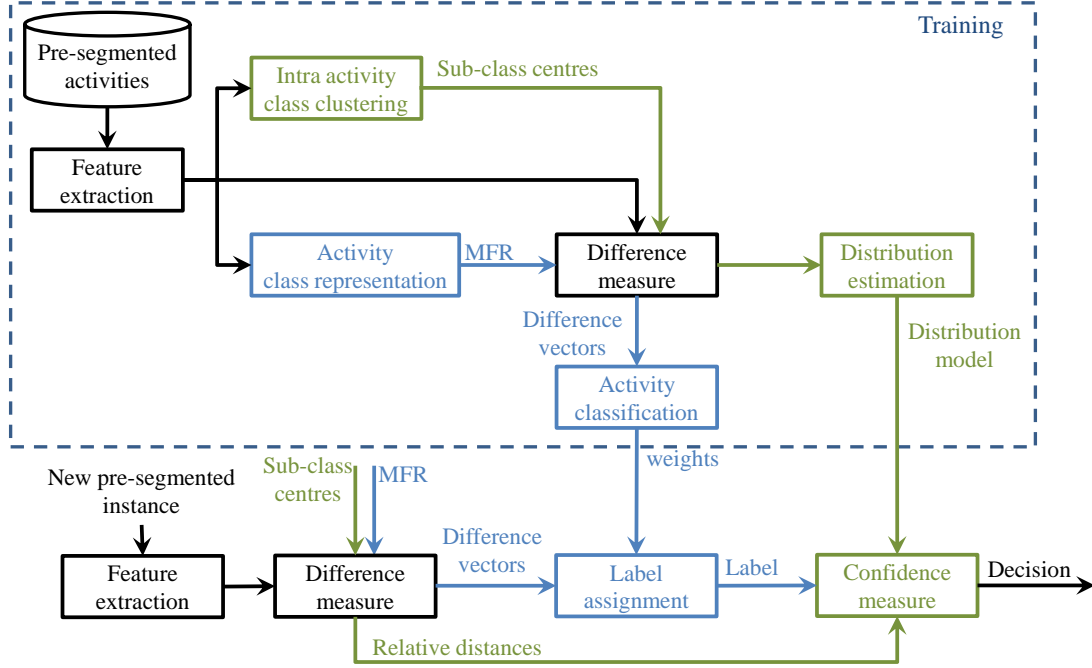 Training
Pre-segmented
activities
Intra activity
class clustering
Sub-class centres
Feature
extraction
Activity
class representation
MFR
Difference
measure
Distribution
estimation
Difference
vectors
Distribution
model
Activity
classification
weights
New pre-segmented
instance
Sub-class
centres
MFR
Feature
extraction
Difference
measure
Difference
vectors
Label
assignment
Label
Confidence
measure
Decision
Relative distances